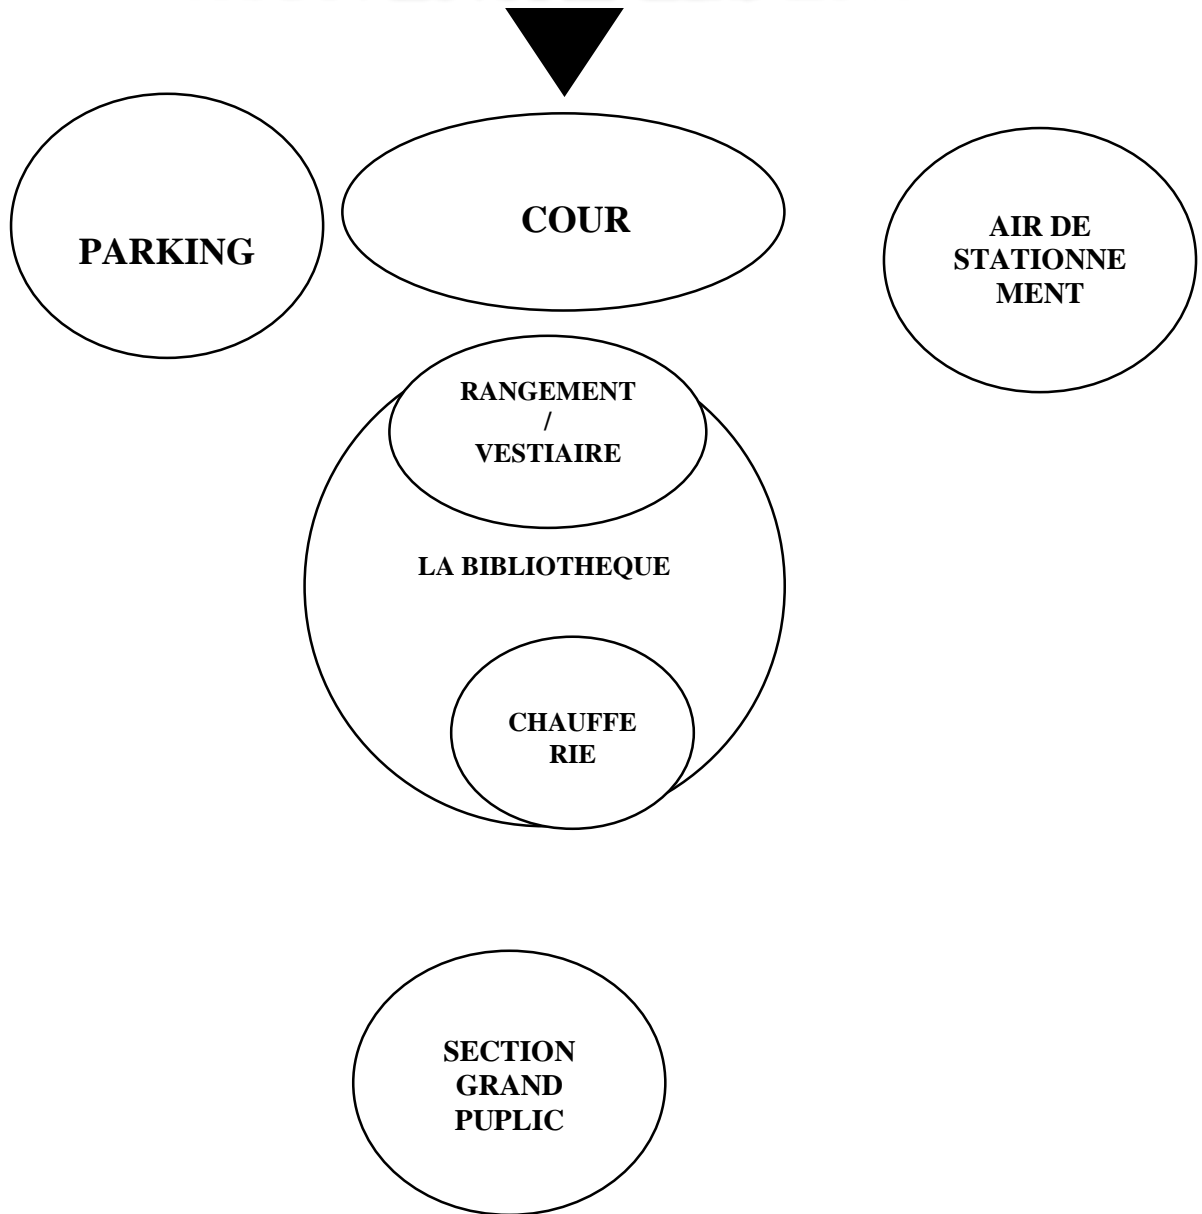 PARKING
COUR
AIR DE
STATIONNE
MENT
RANGEMENT
/
VESTIAIRE
LA BIBLIOTHEQUE
CHAUFFE
RIE
SECTION
GRAND
PUPLIC